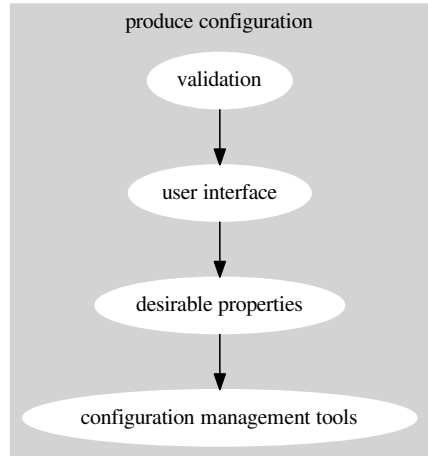 produce configuration
validation
user interface
desirable properties
configuration management tools